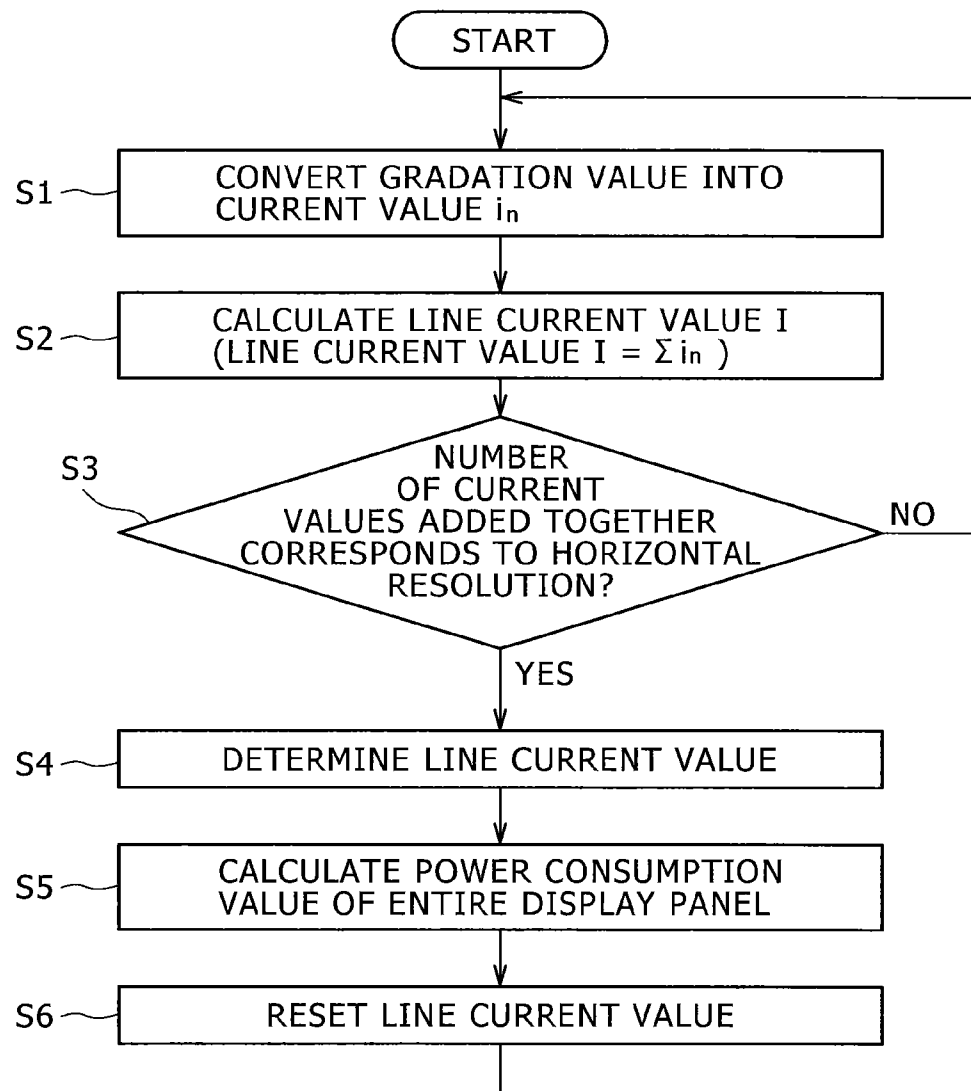 START
S1
CONVERT GRADATION VALUE INTO
CURRENT VALUE in
S2
CALCULATE LINE CURRENT VALUE I
(LINE CURRENT VALUE I = Σ in )
S3
NUMBER
OF CURRENT
VALUES ADDED TOGETHER
CORRESPONDS TO HORIZONTAL
RESOLUTION?
NO
YES
S4
DETERMINE LINE CURRENT VALUE
S5
CALCULATE POWER CONSUMPTION
VALUE OF ENTIRE DISPLAY PANEL
S6
RESET LINE CURRENT VALUE